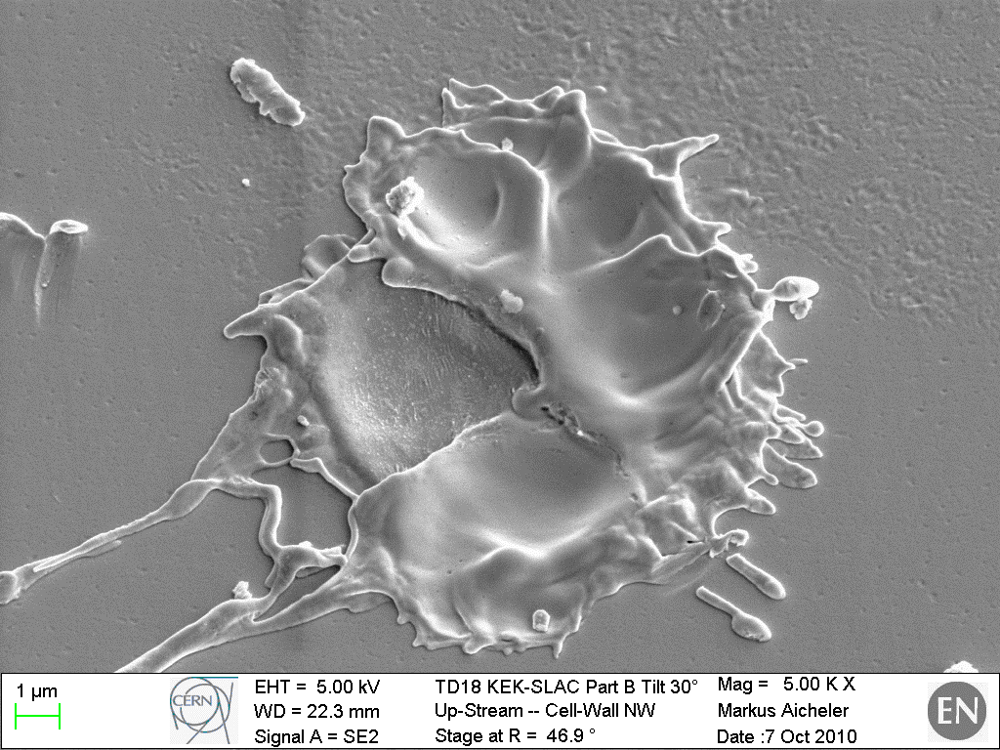 1 µm
CERN
EHT = 5.00 kV
WD = 22.3 mm
Signal A = SE2
TD18 KEK-SLAC Part B Tilt 30°
Up-Stream -- Cell-Wall NW
Stage at R = 46.9 °
Mag = 5.00 K X
Markus Aicheler
Date :7 Oct 2010
EN